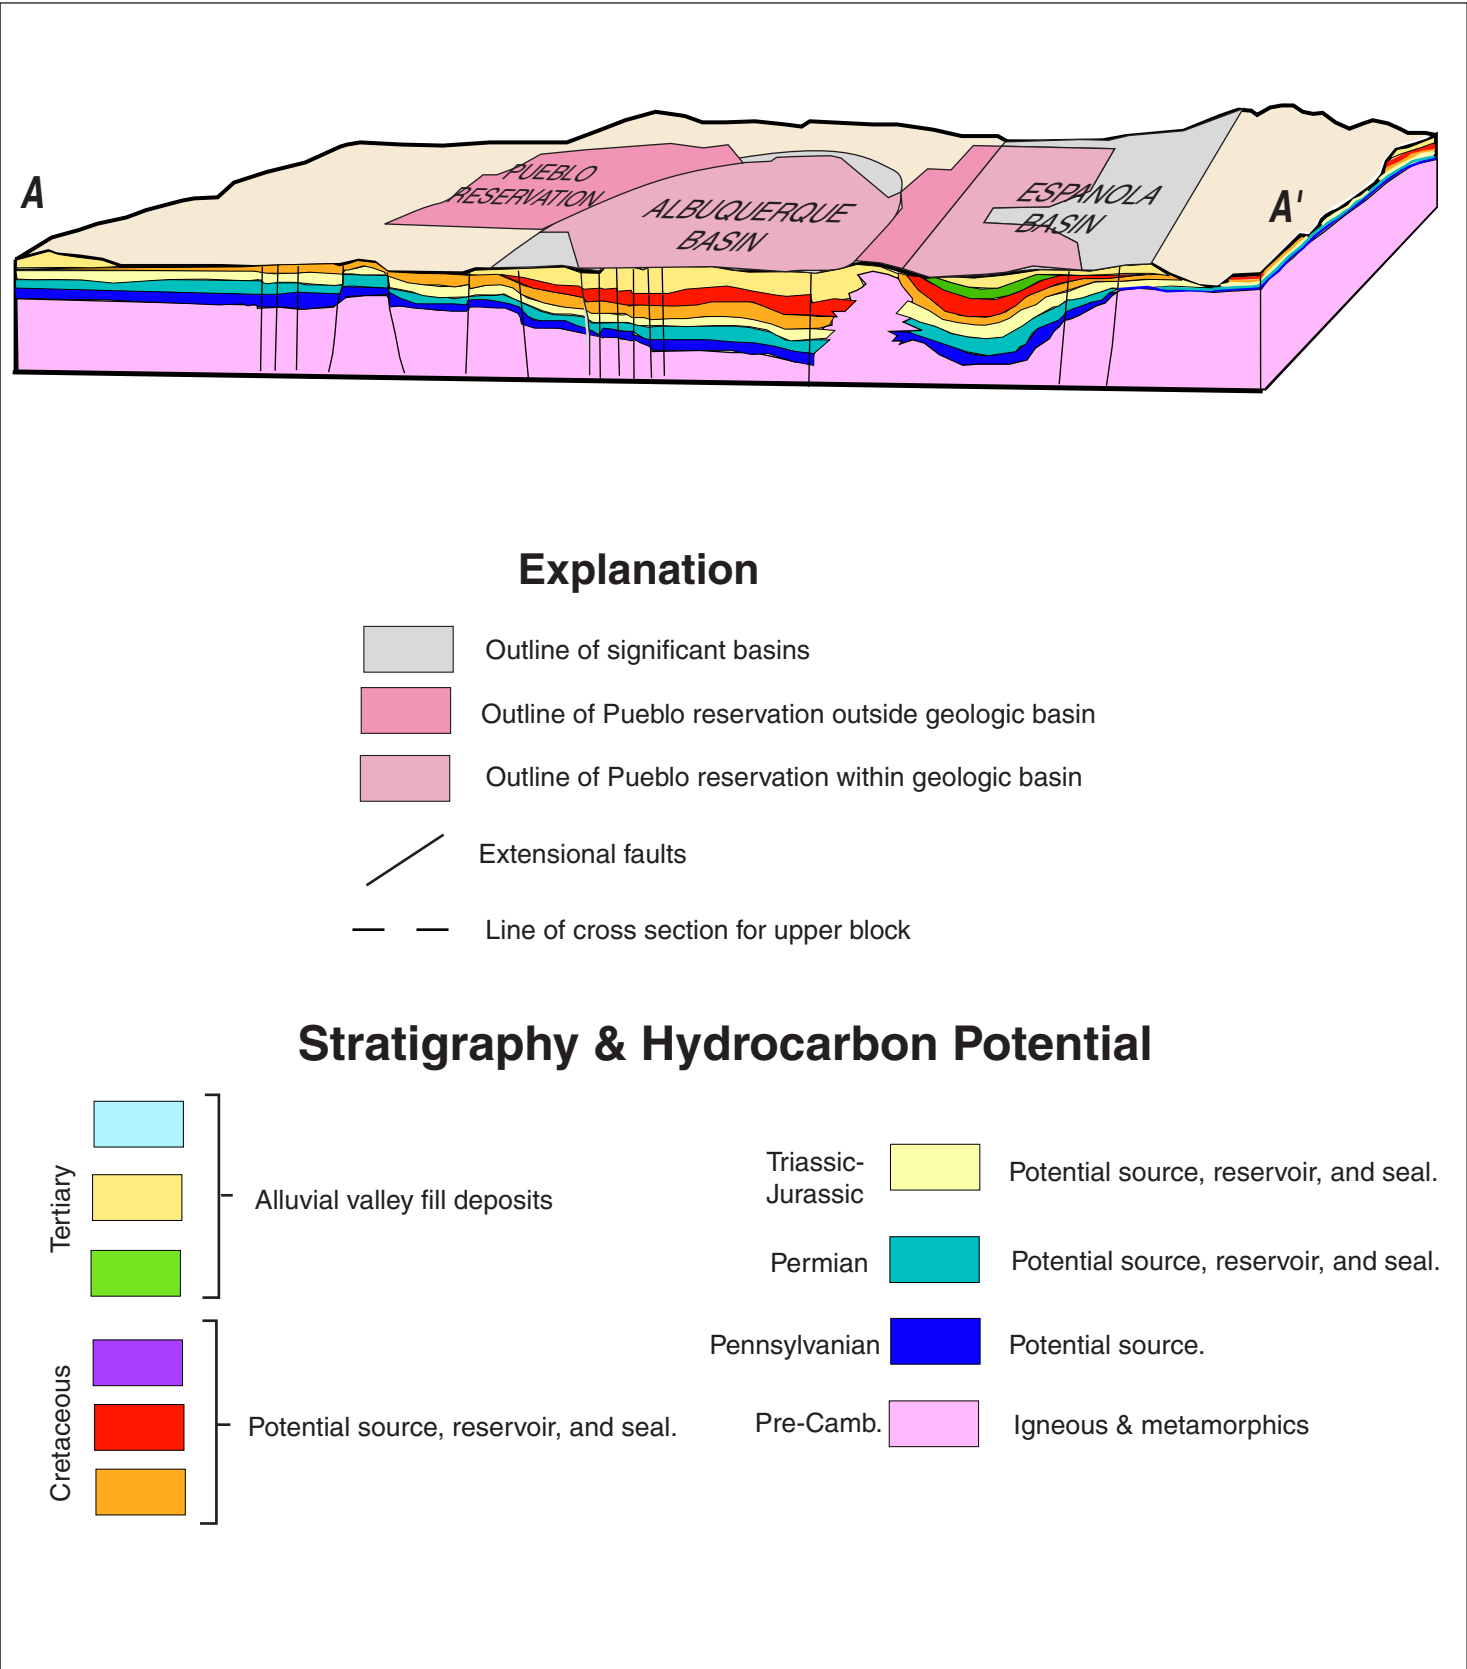 A
PUEBLO
RESERVATION
ALBUQUERQUE
BASIN
ESPANOLA
BASIN
A'
Explanation
Outline of significant basins
Outline of Pueblo reservation outside geologic basin
Outline of Pueblo reservation within geologic basin
Extensional faults
Line of cross section for upper block
Stratigraphy & Hydrocarbon Potential
Tertiary
Alluvial valley fill deposits
Cretaceous
Potential source, reservoir, and seal.
Triassic-
Jurassic
Potential source, reservoir, and seal.
Permian
Potential source, reservoir, and seal.
Pennsylvanian
Potential source.
Pre-Camb.
Igneous & metamorphics